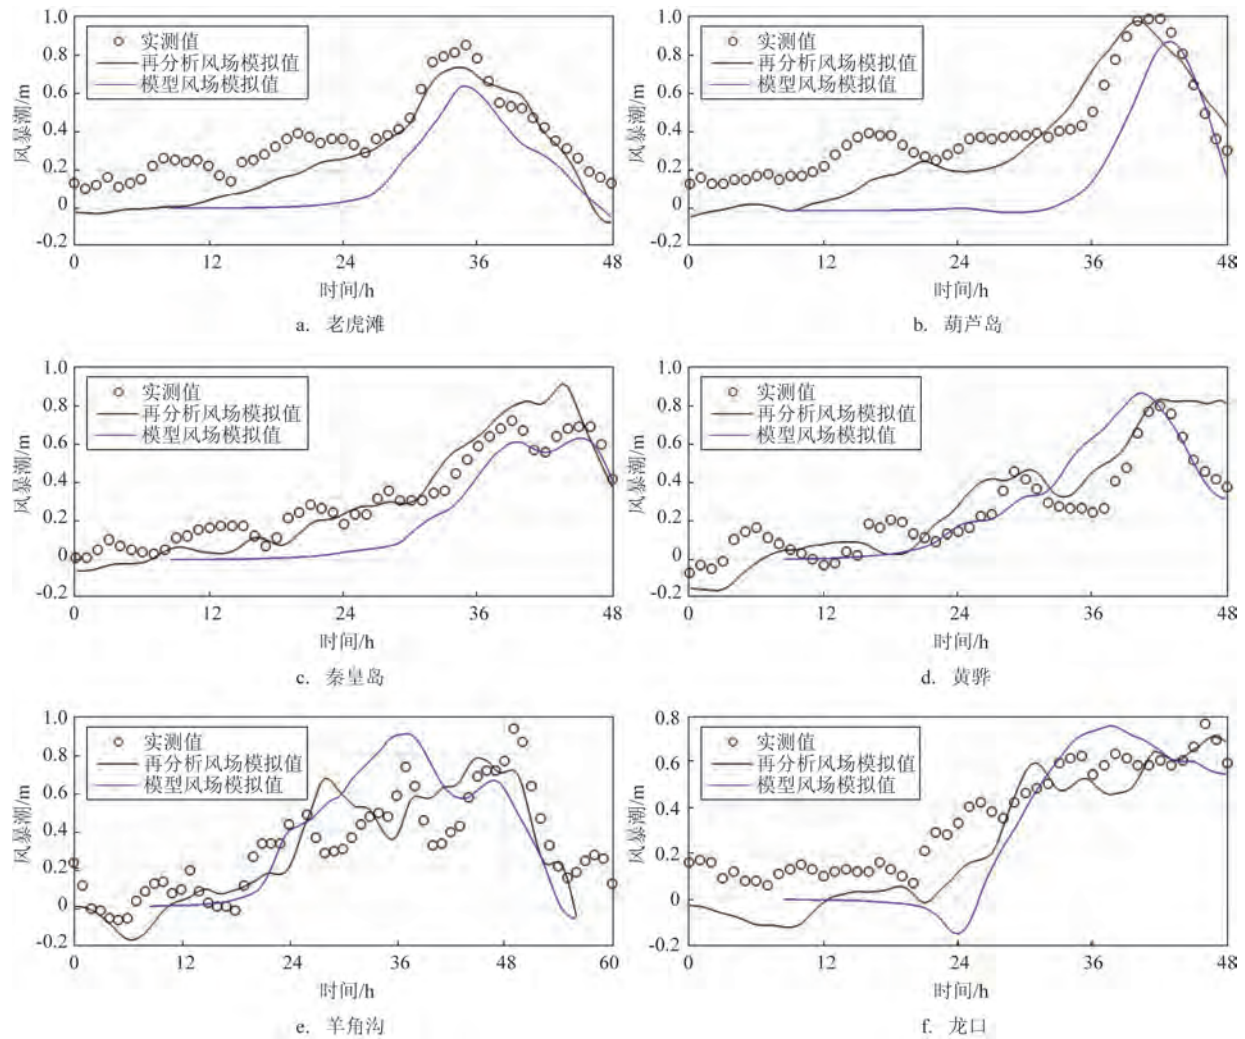 1.0
0.8
0.6
0.4
0.2
0
-0.2
风暴潮/m
实测值
再分析风场模拟值
模型风场模拟值
0 12 24 36 48
时间/h
a. 老虎滩
1.0
0.8
0.6
0.4
0.2
0
-0.2
风暴潮/m
实测值
再分析风场模拟值
模型风场模拟值
0 12 24 36 48
时间/h
b. 葫芦岛
1.0
0.8
0.6
0.4
0.2
0
-0.2
风暴潮/m
实测值
再分析风场模拟值
模型风场模拟值
0 12 24 36 48
时间/h
c. 秦皇岛
1.0
0.8
0.6
0.4
0.2
0
-0.2
风暴潮/m
实测值
再分析风场模拟值
模型风场模拟值
0 12 24 36 48
时间/h
d. 黄骅
1.0
0.8
0.6
0.4
0.2
0
-0.2
风暴潮/m
实测值
再分析风场模拟值
模型风场模拟值
0 12 24 36 48 60
时间/h
e. 羊角沟
0.8
0.6
0.4
0.2
0
-0.2
风暴潮/m
实测值
再分析风场模拟值
模型风场模拟值
0 12 24 36 48
时间/h
f. 龙口